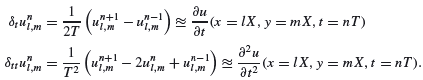 δ_t u^n_{l,m} = \frac{1}{2T} \left( u^{n+1}_{l,m} - u^{n-1}_{l,m} \right) ≊ \frac{∂u}{∂t} (x = lX, y = mX, t = nT)
δ_{tt} u^n_{l,m} = \frac{1}{T^2} \left( u^{n+1}_{l,m} - 2u^n_{l,m} + u^{n-1}_{l,m} \right) ≊ \frac{∂^2 u}{∂t^2} (x = lX, y = mX, t = nT).